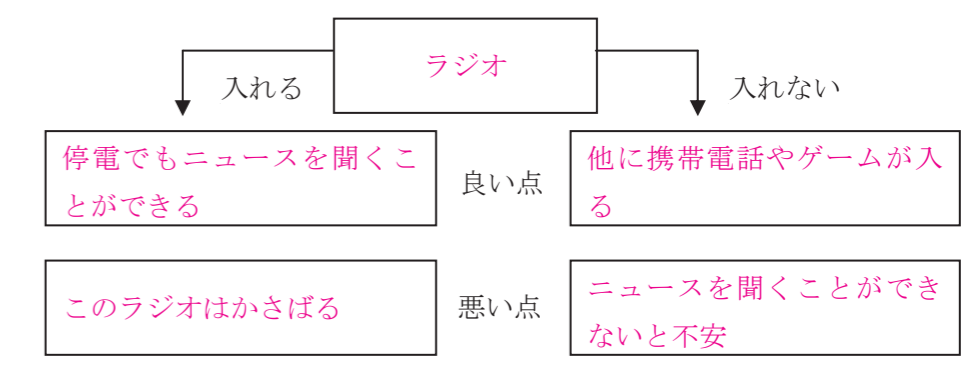 ラジオ
入れる
入れない
停電でもニュースを聞くこ
とができる
良い点
他に携帯電話やゲームが入
る
このラジオはかさばる
悪い点
ニュースを聞くことができ
ないと不安